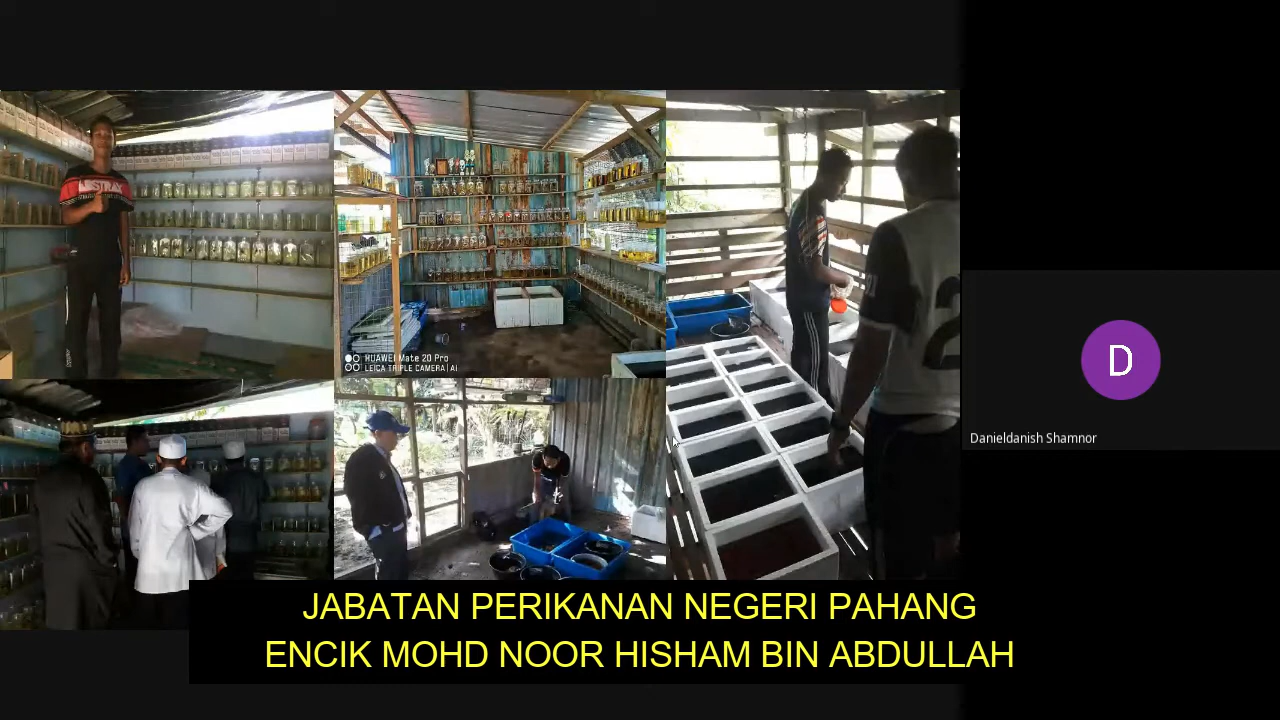 HUAWEI Mate 20 Pro
LEICA TRIPLE CAMERA | AI
D
Danieldanish Shamnor
JABATAN PERIKANAN NEGERI PAHANG
ENCIK MOHD NOOR HISHAM BIN ABDULLAH